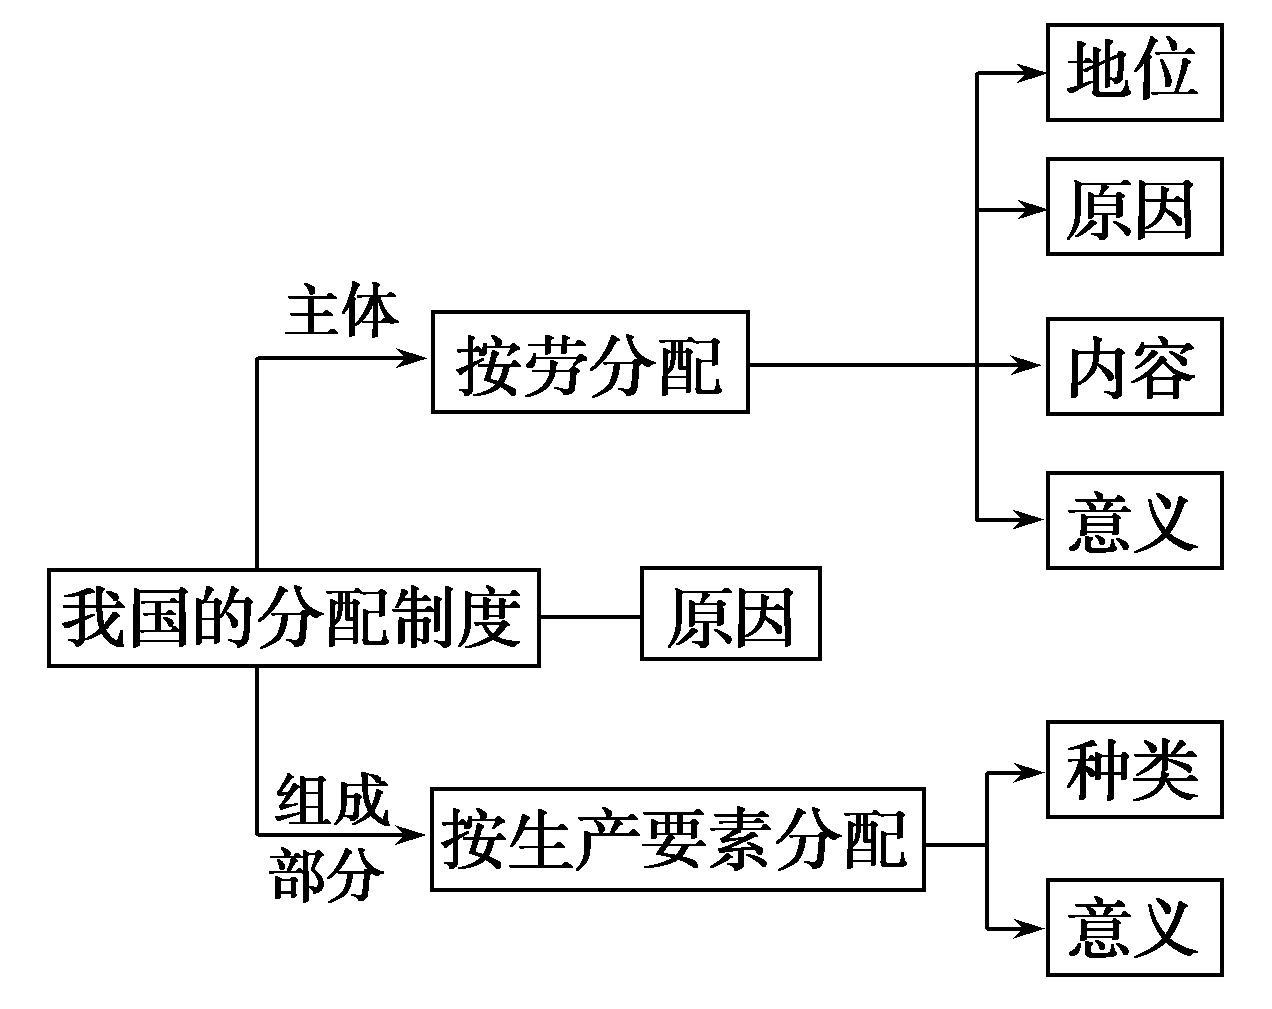 地位
原因
主体
按劳分配
内容
意义
我国的分配制度
原因
组成
部分
按生产要素分配
种类
意义